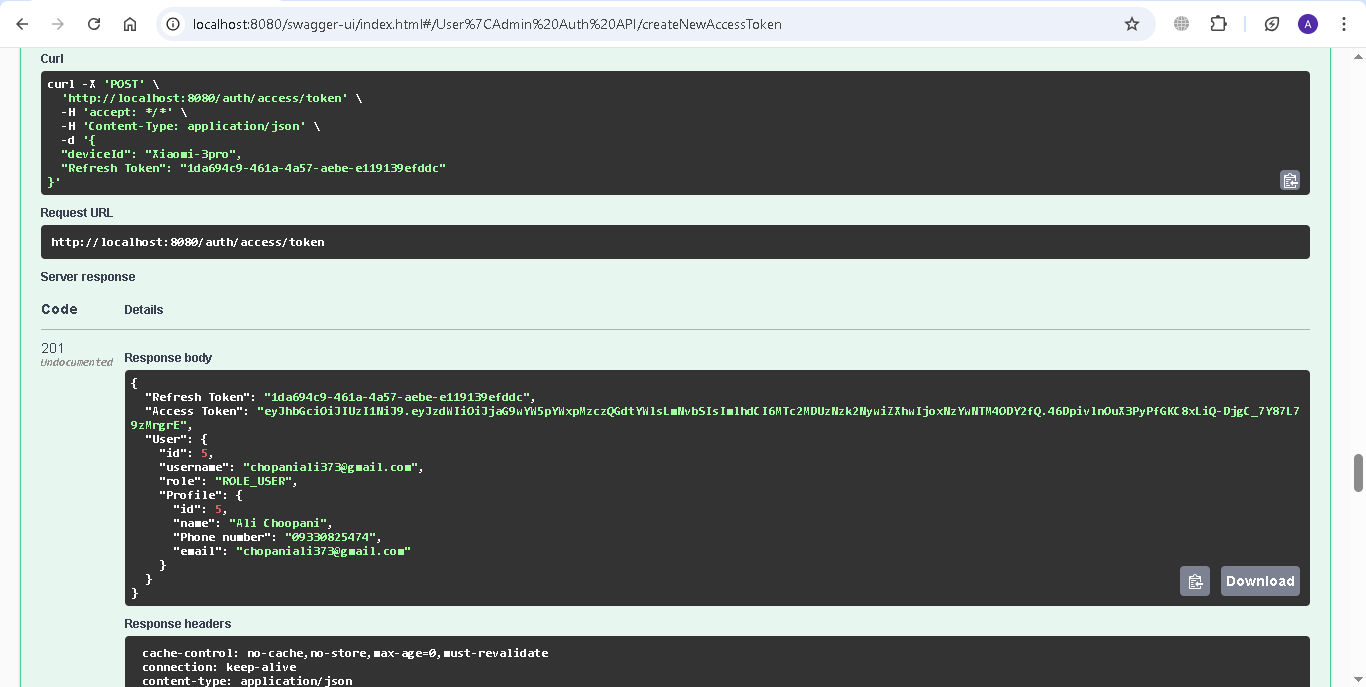 localhost:8080/swagger-ui/index.html#/User%7CAdmin%20Auth%20API/createNewAccessToken
A
Curl
curl -X 'POST' \
'http://localhost:8080/auth/access/token' \
-H 'accept: */*' \
-H 'Content-Type: application/json' \
-d '{
"deviceId": "Xiaomi-3pro",
"Refresh Token": "1da694c9-461a-4a57-aebe-e119139efddc"
}'
Request URL
http://localhost:8080/auth/access/token
Server response
Code Details
201
Undocumented
Response body
{
"Refresh Token": "1da694c9-461a-4a57-aebe-e119139efddc",
"Access Token":
"User": {
"id": 5,
"username": "chopaniali373@gmail.com",
"role": "ROLE_USER",
"Profile": {
"id": 5,
"name": "Ali Choopani",
"Phone number": "09330825474",
"email": "chopaniali373@gmail.com"
}
}
}
Download
Response headers
cache-control: no-cache,no-store,max-age=0,must-revalidate
connection: keep-alive
content-type: application/json